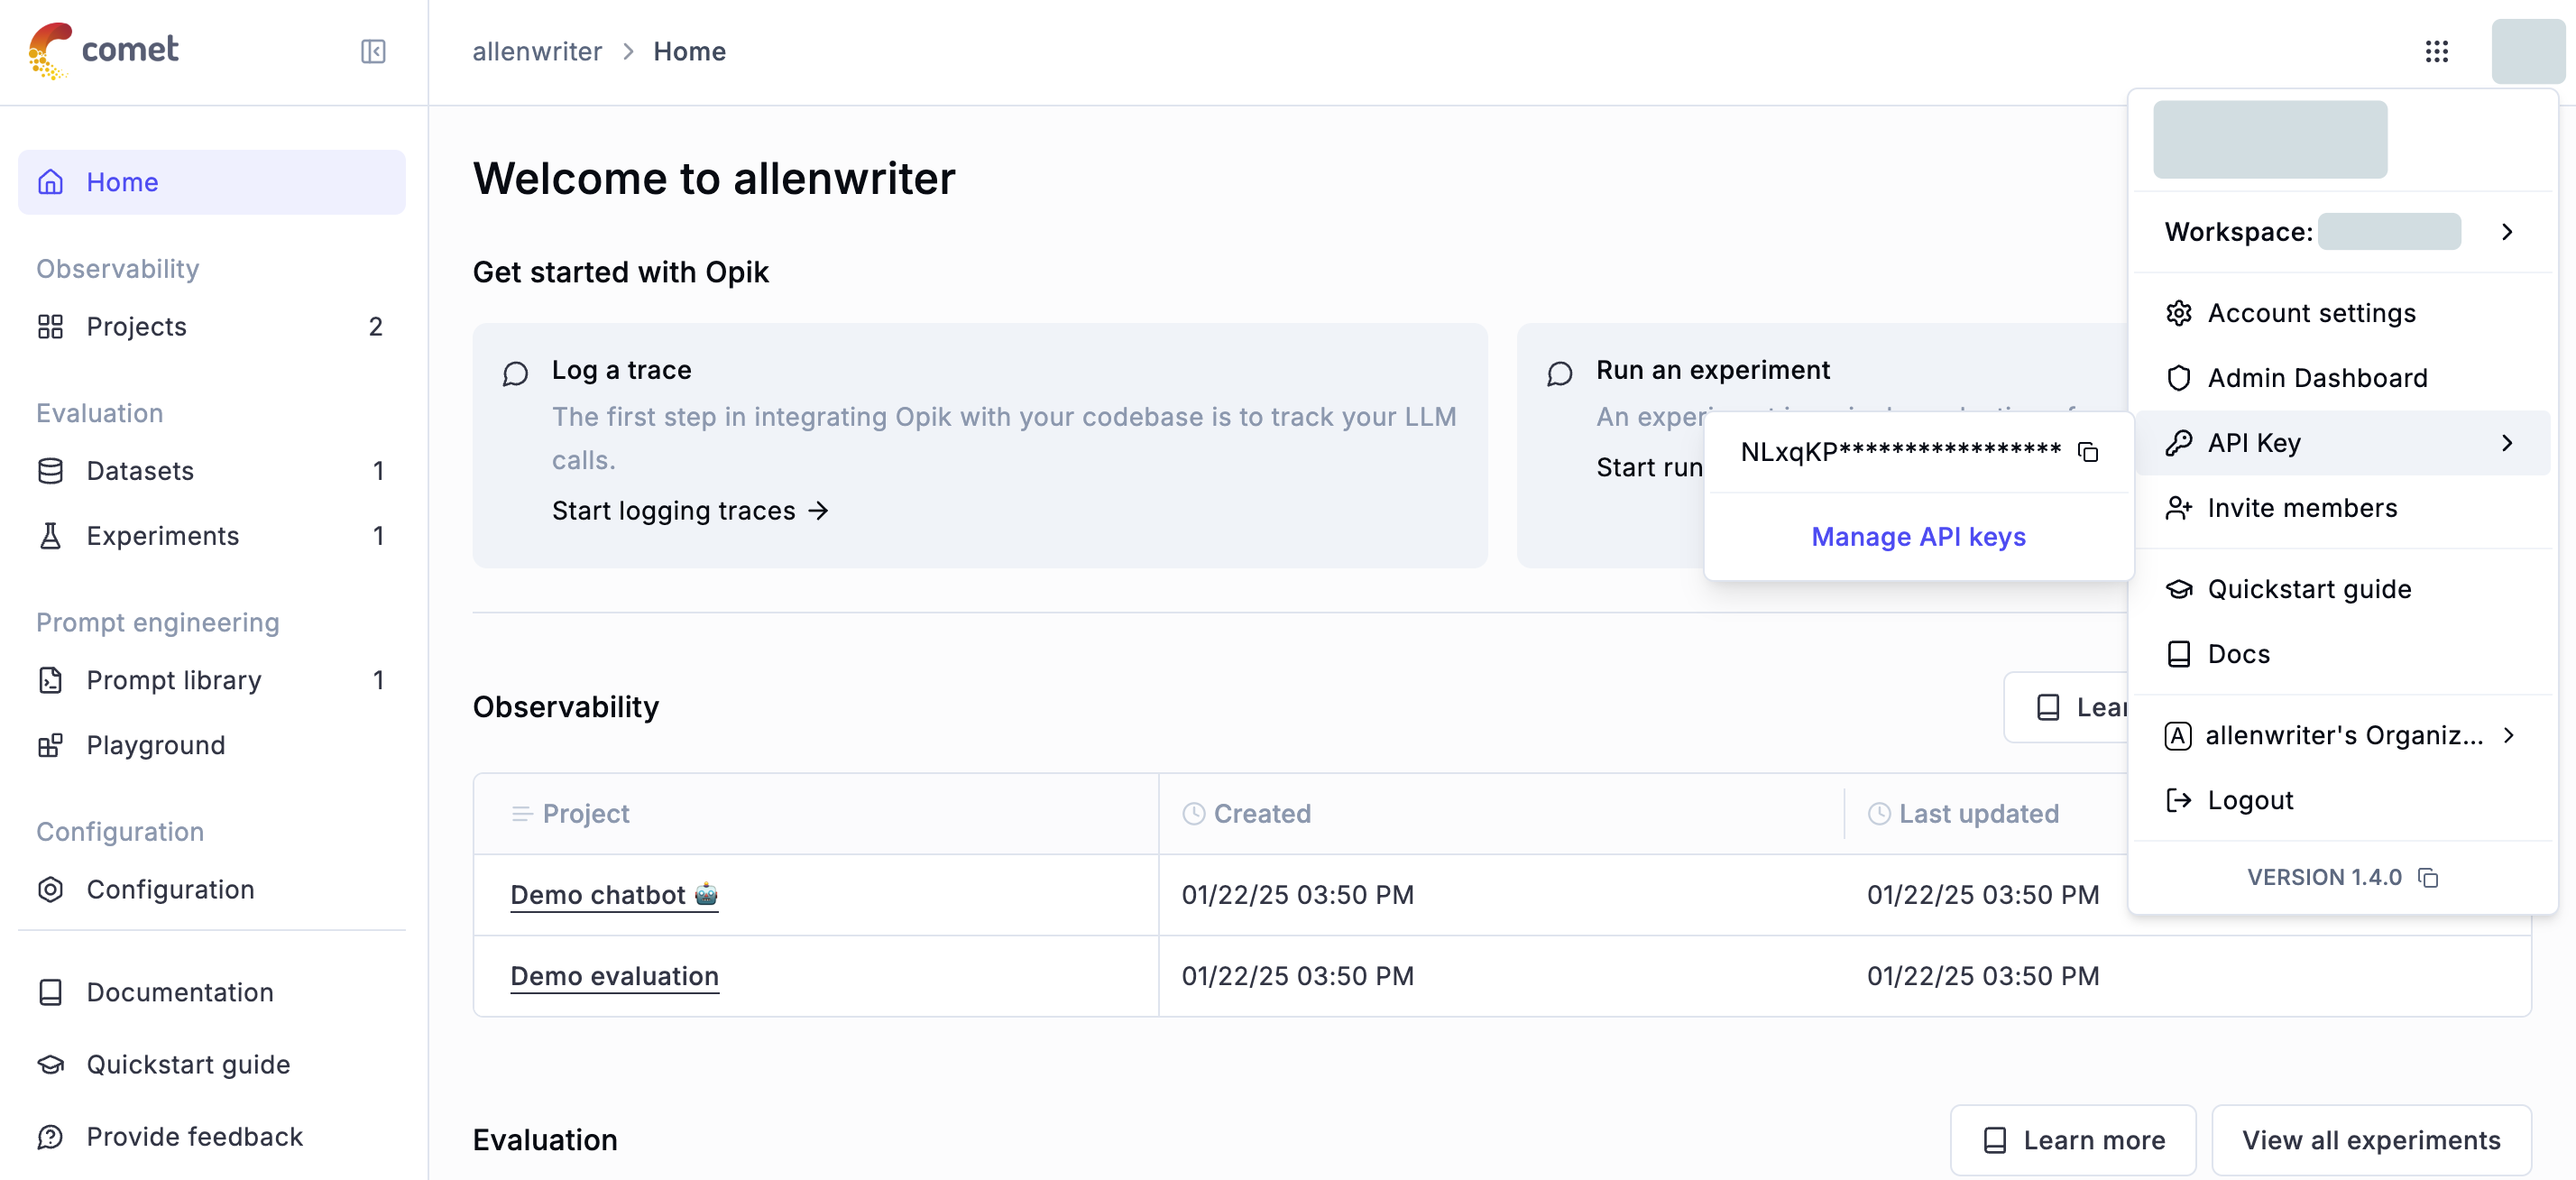 comet
allenwriter > Home
Home
Observability
Projects 2
Evaluation
Datasets 1
Experiments 1
Prompt engineering
Prompt library 1
Playground
Configuration
Configuration
Documentation
Quickstart guide
Provide feedback
Welcome to allenwriter
Get started with Opik
Log a trace
The first step in integrating Opik with your codebase is to track your LLM
calls.
Start logging traces →
Run an experiment
An
Start run
NLxqKP*****************
Manage API keys
Observability
Project Created Last updated
Demo chatbot 🤖 01/22/25 03:50 PM 01/22/25 03:50 PM
Demo evaluation 01/22/25 03:50 PM 01/22/25 03:50 PM
Evaluation
Learn more
View all experiments
Workspace:
Account settings
Admin Dashboard
API Key
Invite members
Quickstart guide
Docs
A allenwriter's Organiz...
Logout
VERSION 1.4.0